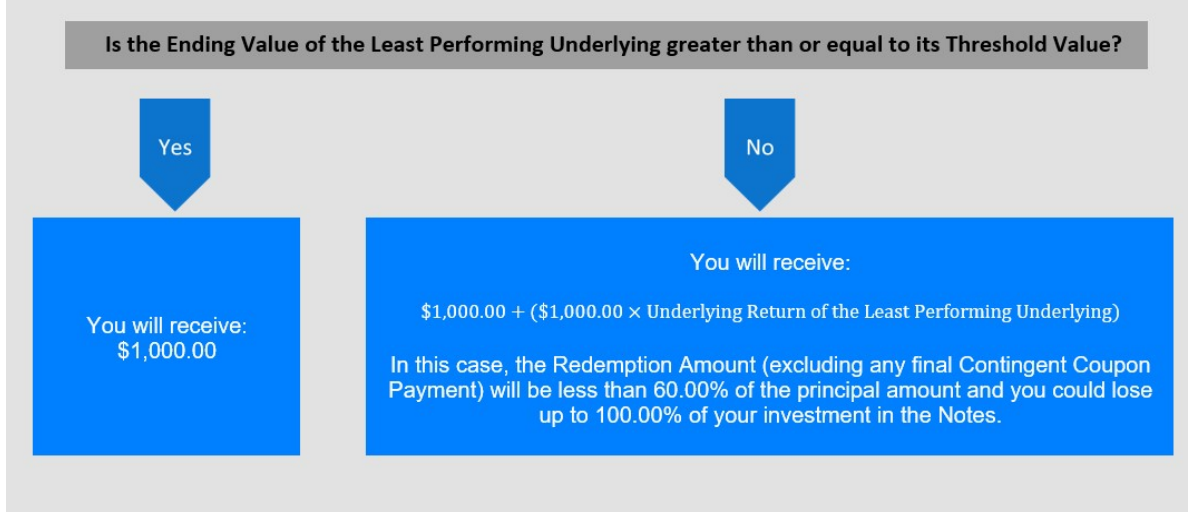 Is the Ending Value of the Least Performing Underlying greater than or equal to its Threshold Value?
Yes
No
You will receive:
$1,000.00
You will receive:
$1,000.00 + ($1,000.00 × Underlying Return of the Least Performing Underlying)
In this case, the Redemption Amount (excluding any final Contingent Coupon
Payment) will be less than 60.00% of the principal amount and you could lose
up to 100.00% of your investment in the Notes.